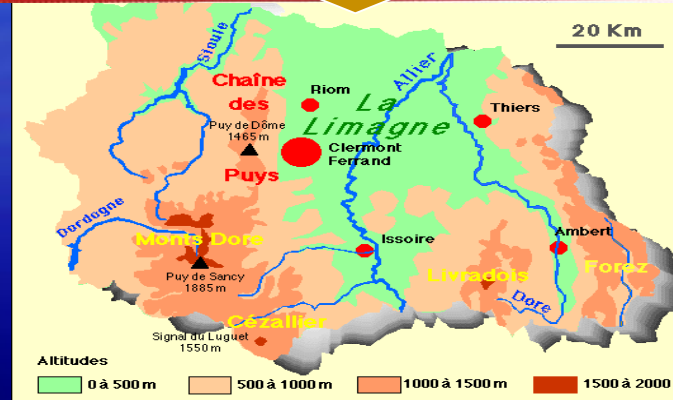 20 Km
Sioule
Allier
Chaîne
des
Puys
Riom
La
Limagne
Thiers
Puy de Dôme
1465 m
Clermont
Ferrand
Dordogne
Monts Dore
Issoire
Ambert
Puy de Sancy
1885 m
Livradois
Forez
Dore
Cézallier
Signal du Luguet
1550 m
Altitudes
0 à 500 m
500 à 1000 m
1000 à 1500 m
1500 à 2000